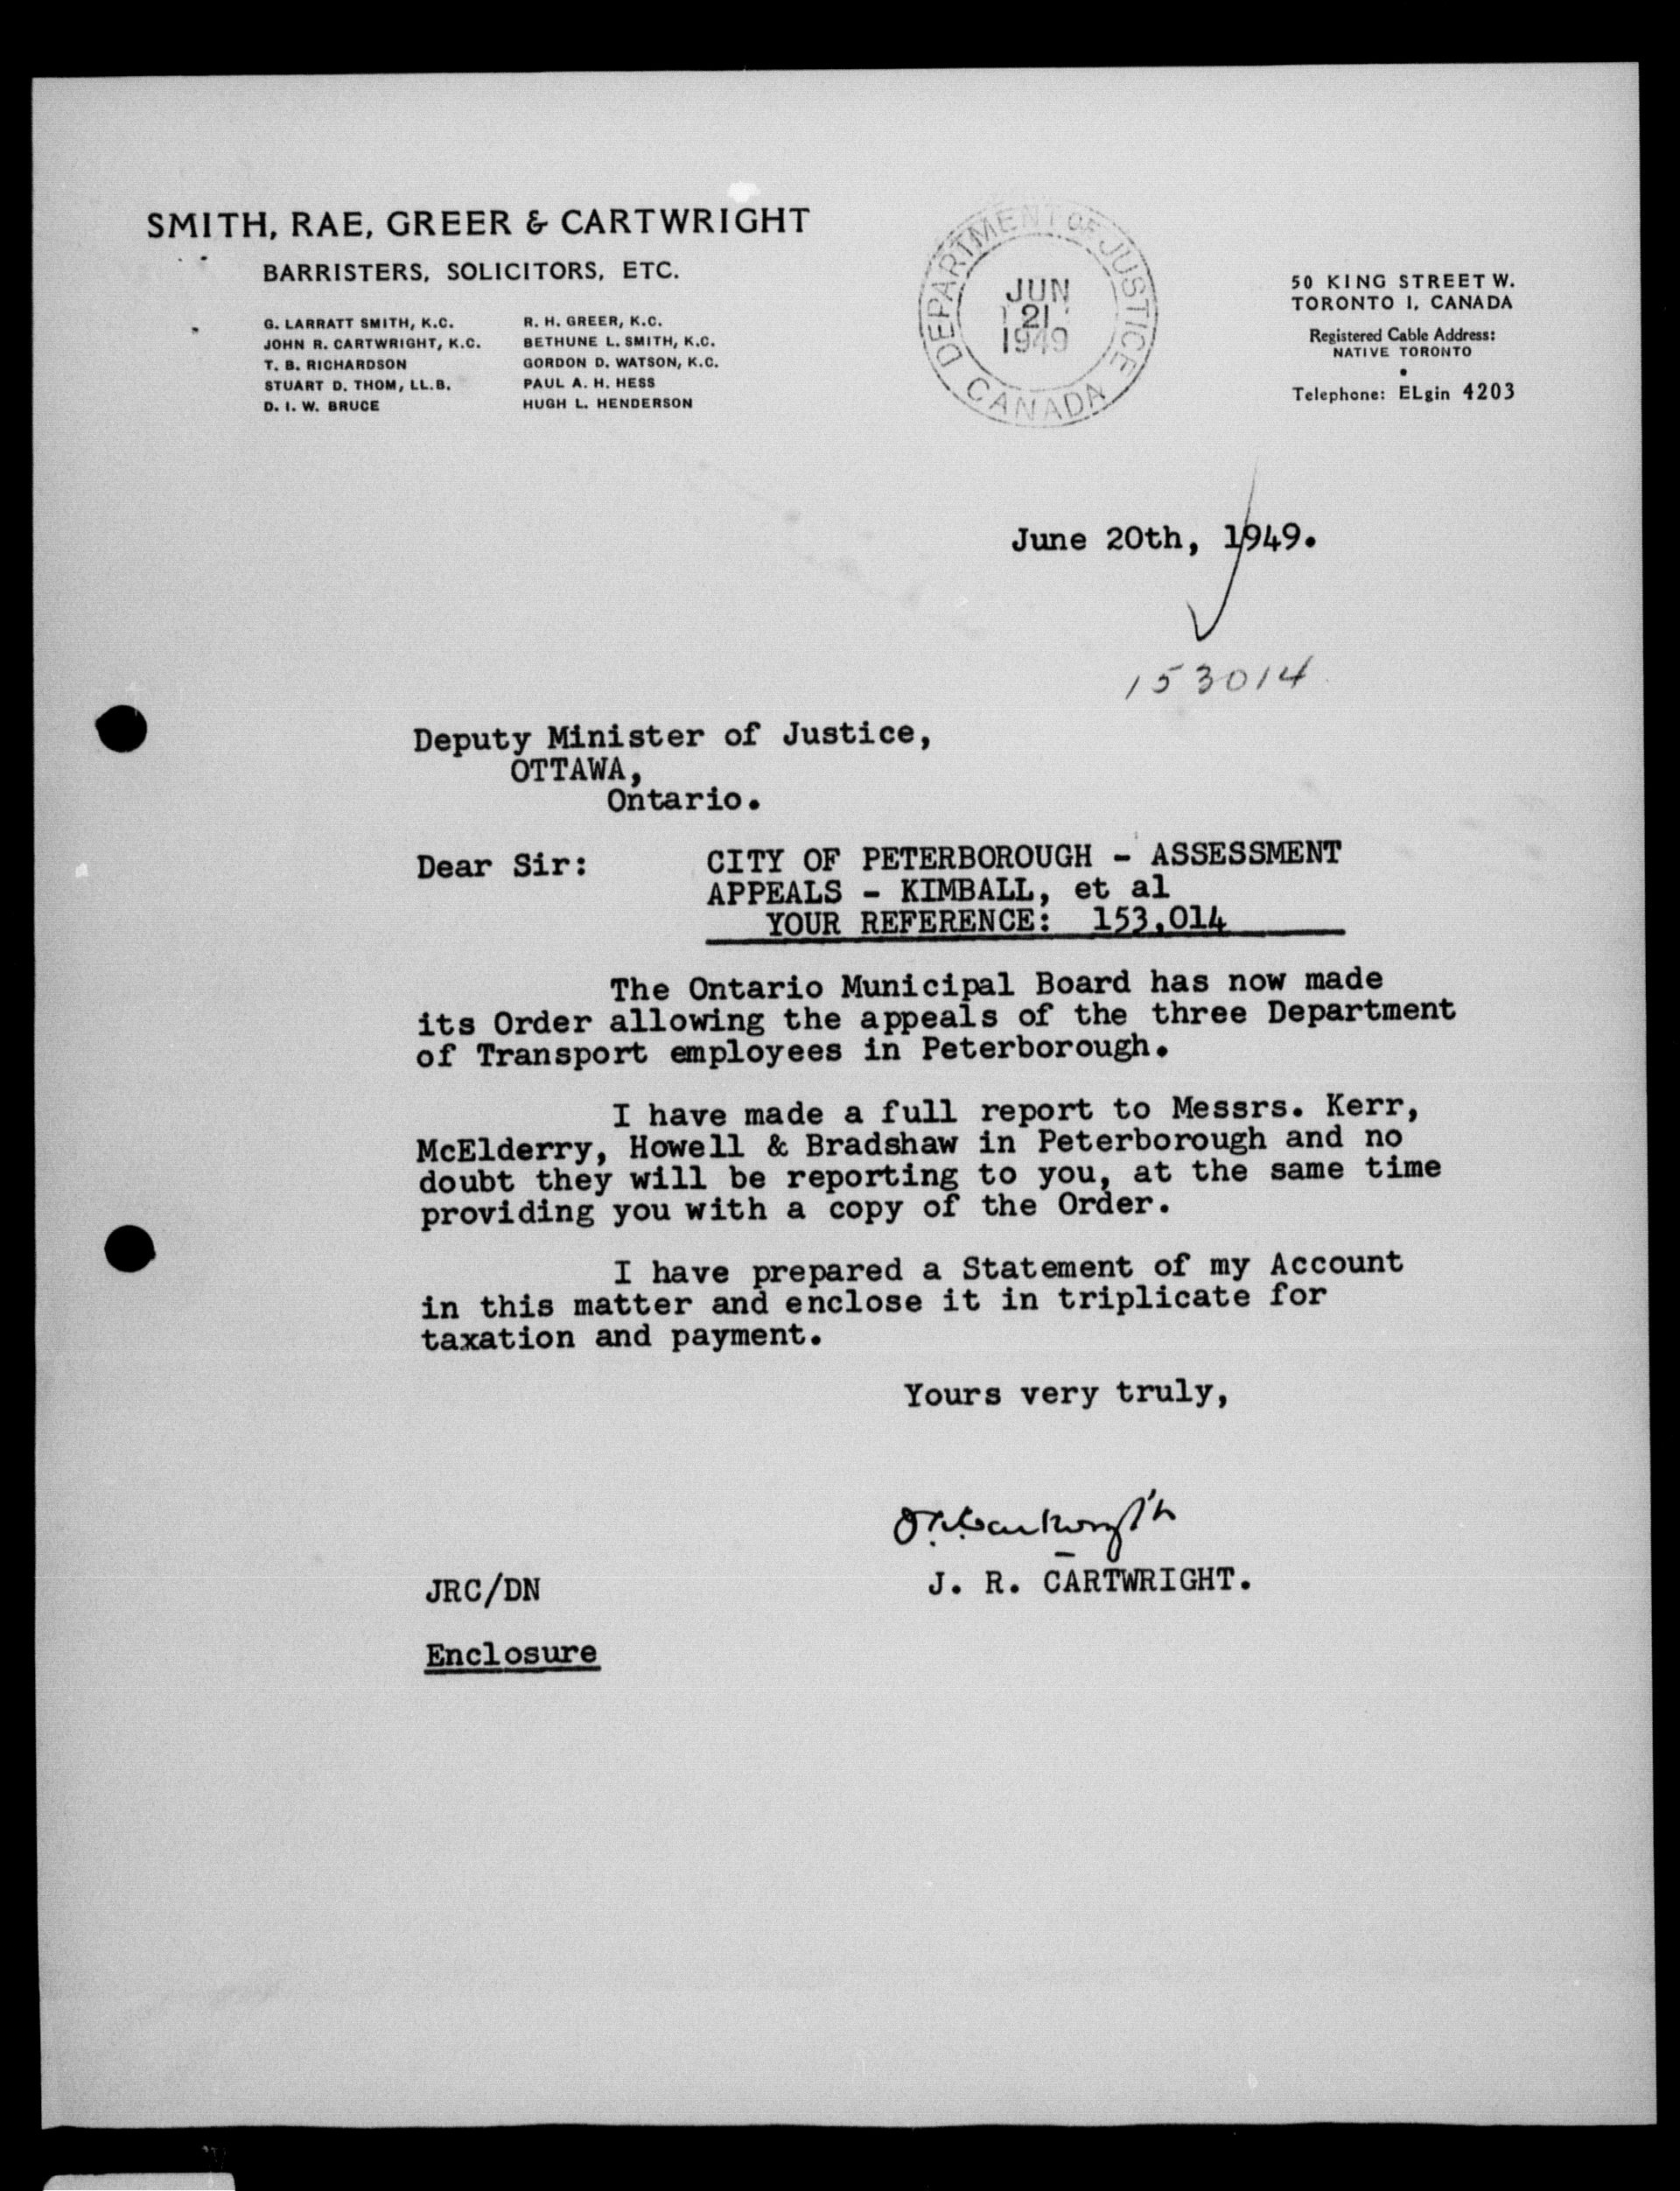 SMITH, RAE, GREER & CARTWRIGHT
BARRISTERS, SOLICITORS, ETC.
G. LARRATT SMITH, K.C.
JOHN R. CARTWRIGHT, K.C.
T. B. RICHARDSON
STUART D. THOM, LL.B.
D. I. W. BRUCE
R. H. GREER, K.C.
BETHUNE L. SMITH, K.C.
GORDON D. WATSON, K.C.
PAUL A. H. HESS
HUGH L. HENDERSON
DEPARTMENT OF JUSTICE
JUN
21
1949
CANADA
50 KING STREET W.
TORONTO 1, CANADA
Registered Cable Address:
NATIVE TORONTO
Telephone: ELgin 4203
June 20th, 1949.
153014
Deputy Minister of Justice,
OTTAWA,
Ontario.
Dear Sir:
CITY OF PETERBOROUGH - ASSESSMENT
APPEALS - KIMBALL, et al
YOUR REFERENCE: 153,014
The Ontario Municipal Board has now made
its Order allowing the appeals of the three Department
of Transport employees in Peterborough.
I have made a full report to Messrs. Kerr,
McElderry, Howell & Bradshaw in Peterborough and no
doubt they will be reporting to you, at the same time
providing you with a copy of the Order.
I have prepared a Statement of my Account
in this matter and enclose it in triplicate for
taxation and payment.
Yours very truly,
J. R. Cartwright
J. R. CARTWRIGHT.
JRC/DN
Enclosure